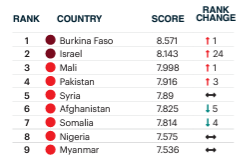 RANK COUNTRY SCORE RANK CHANGE
1 Burkina Faso 8.571 ↑ 1
2 Israel 8.143 ↑ 24
3 Mali 7.998 ↑ 1
4 Pakistan 7.916 ↑ 3
5 Syria 7.89 ↔
6 Afghanistan 7.825 ↓ 5
7 Somalia 7.814 ↓ 4
8 Nigeria 7.575 ↔
9 Myanmar 7.536 ↔